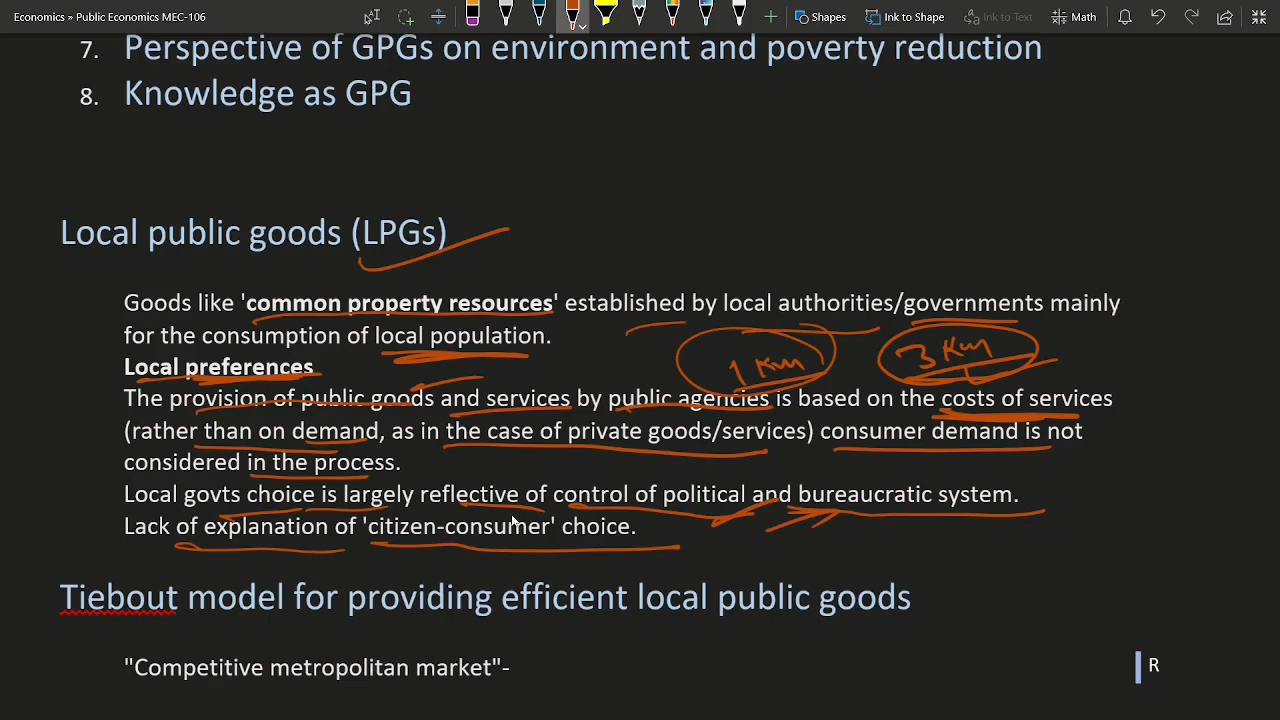 Economics » Public Economics MEC-106
Shapes
Ink to Shape
Ink to Text
Math
7. Perspective of GPGs on environment and poverty reduction
8. Knowledge as GPG
Local public goods (LPGs)
Goods like 'common property resources' established by local authorities/governments mainly
for the consumption of local population.
1 Km
3 Km
Local preferences
The provision of public goods and services by public agencies is based on the costs of services
(rather than on demand, as in the case of private goods/services) consumer demand is not
considered in the process.
Local govts choice is largely reflective of control of political and bureaucratic system.
Lack of explanation of 'citizen-consumer' choice.
Tiebout model for providing efficient local public goods
"Competitive metropolitan market"-
R